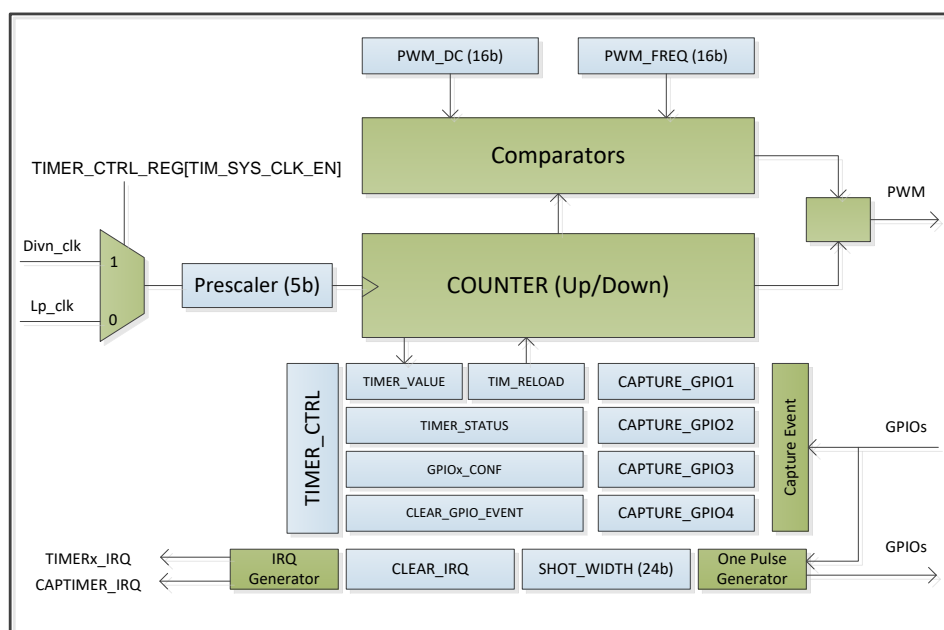 PWM_DC (16b)
PWM_FREQ (16b)
Comparators
TIMER_CTRL_REG[TIM_SYS_CLK_EN]
PWM
Divn_clk
1
Prescaler (5b)
COUNTER (Up/Down)
Lp_clk
0
TIMER_CTRL
TIMER_VALUE
TIM_RELOAD
CAPTURE_GPIO1
Capture Event
TIMER_STATUS
CAPTURE_GPIO2
GPIOs
GPIOx_CONF
CAPTURE_GPIO3
CLEAR_GPIO_EVENT
CAPTURE_GPIO4
TIMERx_IRQ
CAPTIMER_IRQ
IRQ
Generator
CLEAR_IRQ
SHOT_WIDTH (24b)
One Pulse
Generator
GPIOs